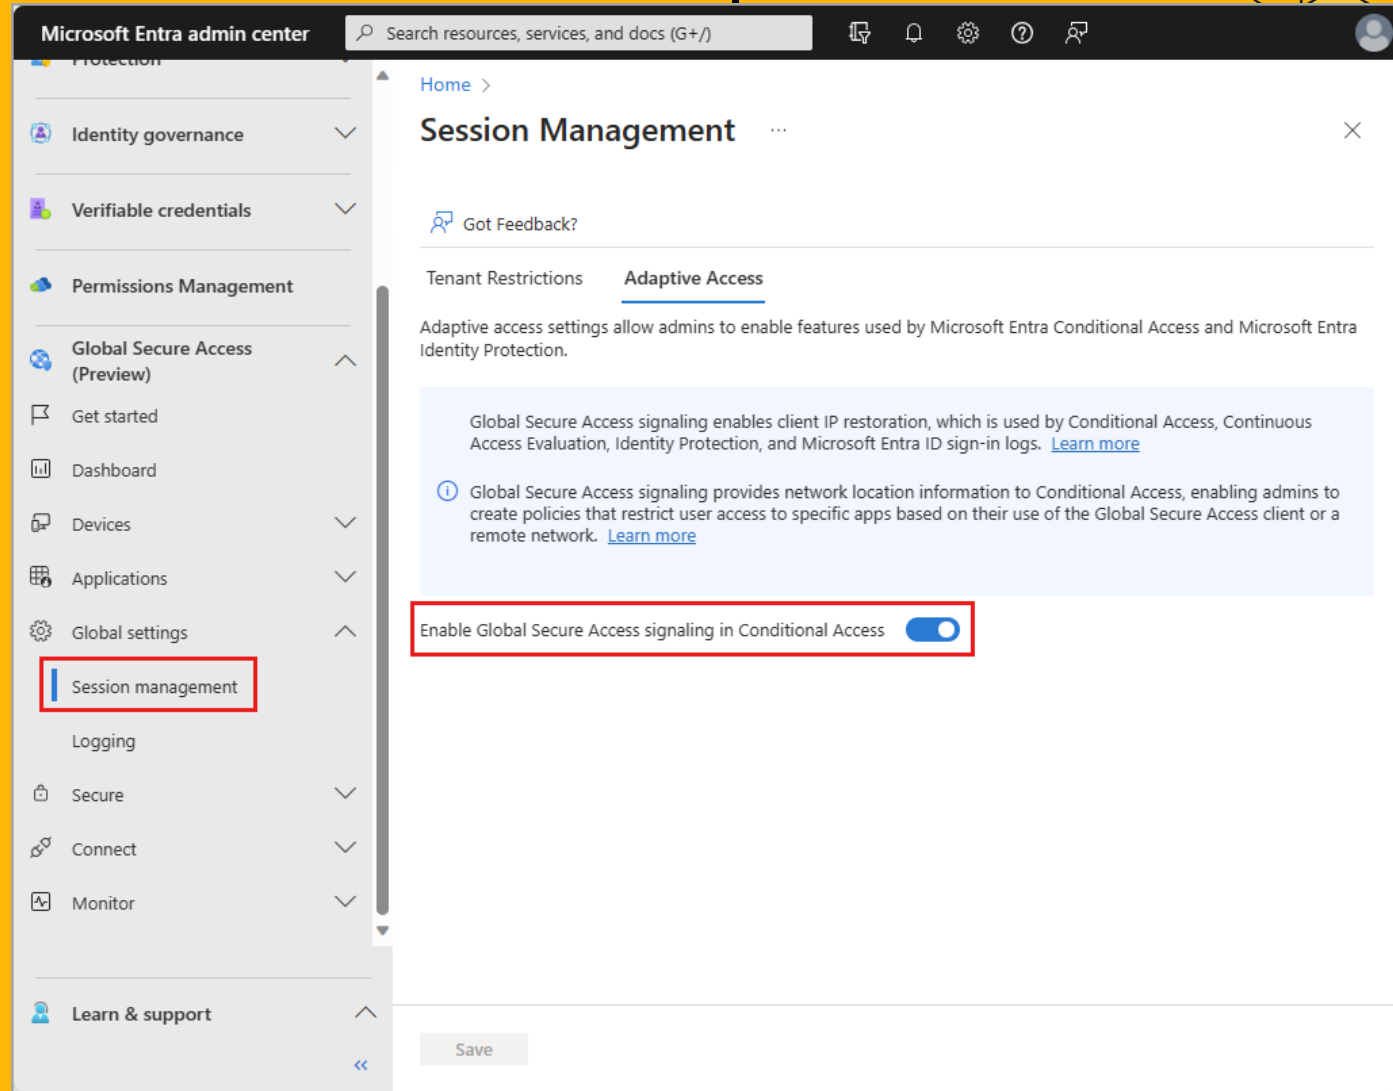 Microsoft Entra admin center
Search resources, services, and docs (G+/)
Protection
Identity governance
Verifiable credentials
Permissions Management
Global Secure Access
(Preview)
Get started
Dashboard
Devices
Applications
Global settings
Session management
Logging
Secure
Connect
Monitor
Learn & support
«
Home >
Session Management ...
Got Feedback?
Tenant Restrictions
Adaptive Access
Adaptive access settings allow admins to enable features used by Microsoft Entra Conditional Access and Microsoft Entra
Identity Protection.
Global Secure Access signaling enables client IP restoration, which is used by Conditional Access, Continuous
Access Evaluation, Identity Protection, and Microsoft Entra ID sign-in logs. Learn more
Global Secure Access signaling provides network location information to Conditional Access, enabling admins to
create policies that restrict user access to specific apps based on their use of the Global Secure Access client or a
remote network. Learn more
Enable Global Secure Access signaling in Conditional Access
Save